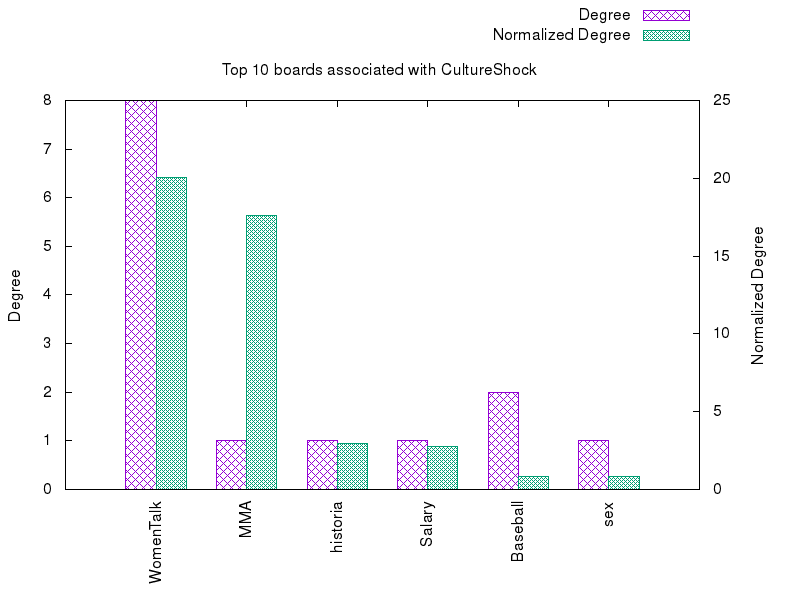 Degree
Normalized Degree
Top 10 boards associated with CultureShock
8
7
6
5
4
3
2
1
0
25
20
15
10
5
0
Degree
Normalized Degree
WomenTalk
MMA
historia
Salary
Baseball
sex